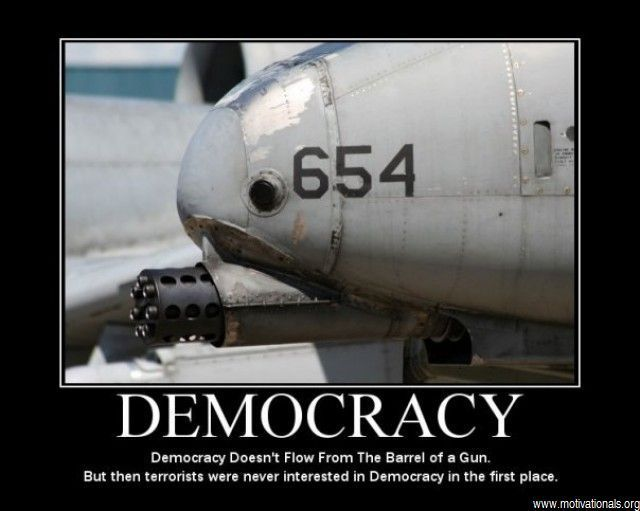 654
DEMOCRACY
Democracy Doesn't Flow From The Barrel of a Gun.
But then terrorists were never interested in Democracy in the first place.
www.motivationals.org